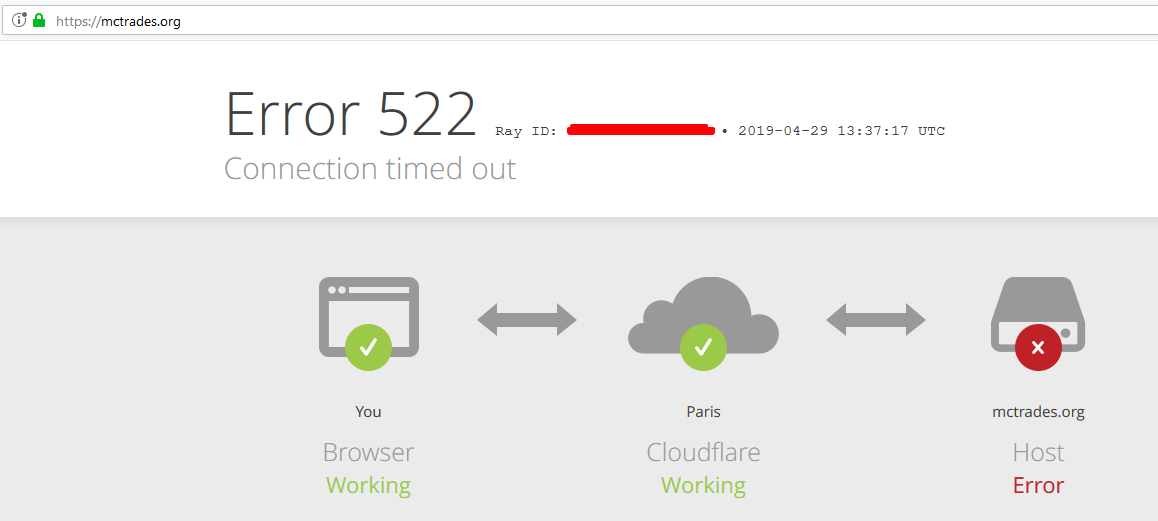 https://mctrades.org
Error 522 Ray ID: • 2019-04-29 13:37:17 UTC
Connection timed out
You Paris mctrades.org
Browser Cloudflare Host
Working Working Error